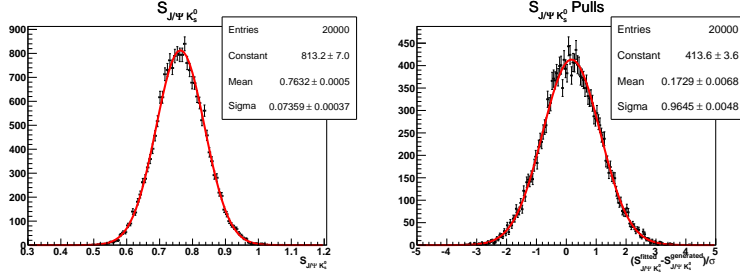 S_{J/Ψ K_s^0}
Entries 20000
Constant 813.2 ± 7.0
Mean 0.7632 ± 0.0005
Sigma 0.07359 ± 0.00037
900
800
700
600
500
400
300
200
100
0
0.3 0.4 0.5 0.6 0.7 0.8 0.9 1 1.1 1.2
S_{J/Ψ K_s^0}
S_{J/Ψ K_s^0} Pulls
Entries 20000
Constant 413.6 ± 3.6
Mean 0.1729 ± 0.0068
Sigma 0.9645 ± 0.0048
450
400
350
300
250
200
150
100
50
0
-5 -4 -3 -2 -1 0 1 2 3 4 5
(S^{fitted}_{J/Ψ K_s^0}-S^{generated}_{J/Ψ K_s^0})/σ